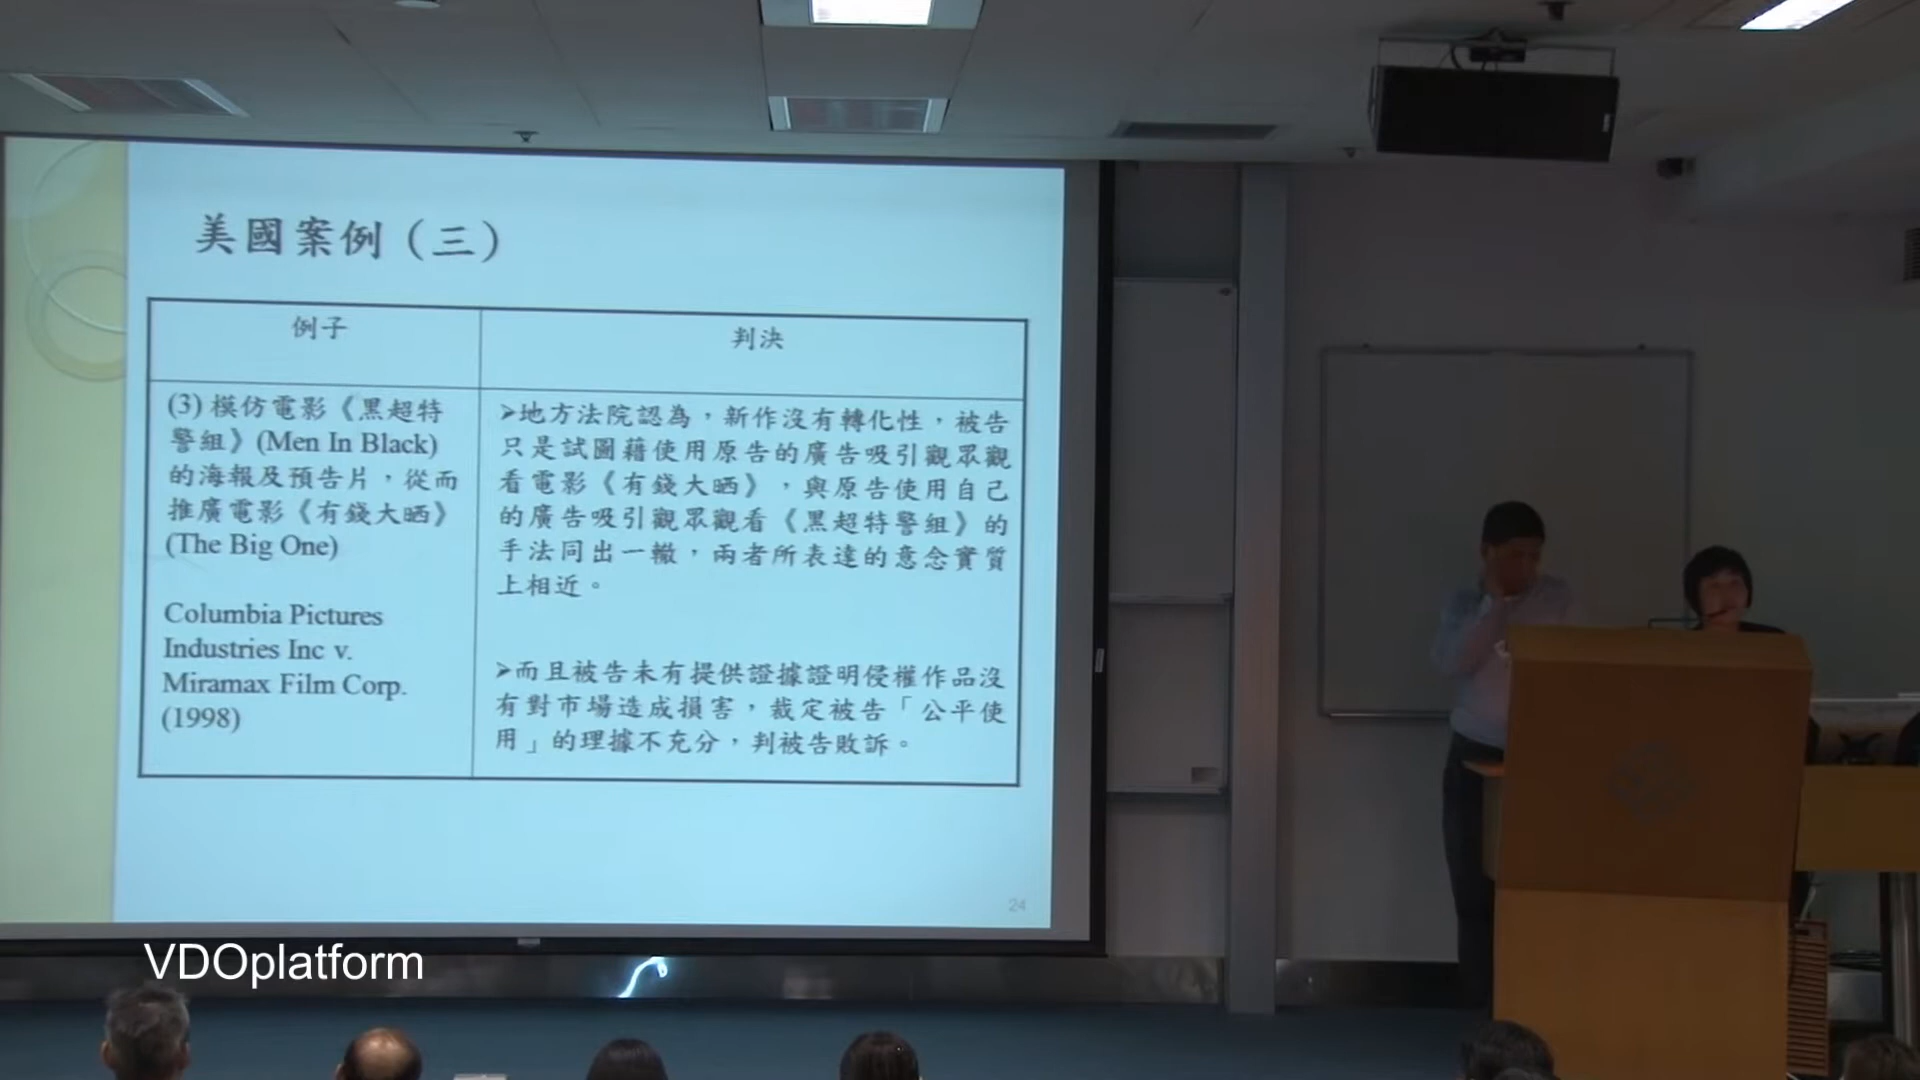 美國案例（三）
例子
判決
(3) 模仿電影《黑超特
警組》(Men In Black)
的海報及預告片，從而
推廣電影《有錢大晒》
(The Big One)
Columbia Pictures
Industries Inc v.
Miramax Film Corp.
(1998)
➢地方法院認為，新作沒有轉化性，被告
只是試圖藉使用原告的廣告吸引觀眾觀
看電影《有錢大晒》，與原告使用自己
的廣告吸引觀眾觀看《黑超特警組》的
手法同出一轍，兩者所表達的意念實質
上相近。
➢而且被告未有提供證據證明侵權作品沒
有對市場造成損害，裁定被告「公平使
用」的理據不充分，判被告敗訴。
24
VDOplatform